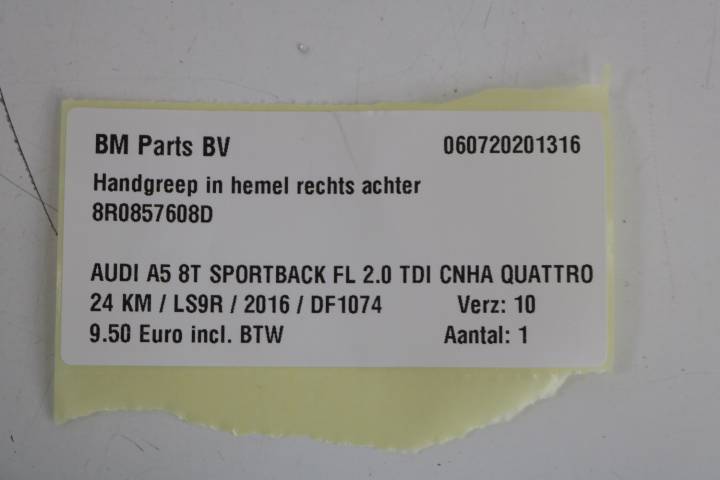 BM Parts BV 060720201316
Handgreep in hemel rechts achter
8R0857608D
AUDI A5 8T SPORTBACK FL 2.0 TDI CNHA QUATTRO
24 KM / LS9R / 2016 / DF1074 Verz: 10
9.50 Euro incl. BTW Aantal: 1